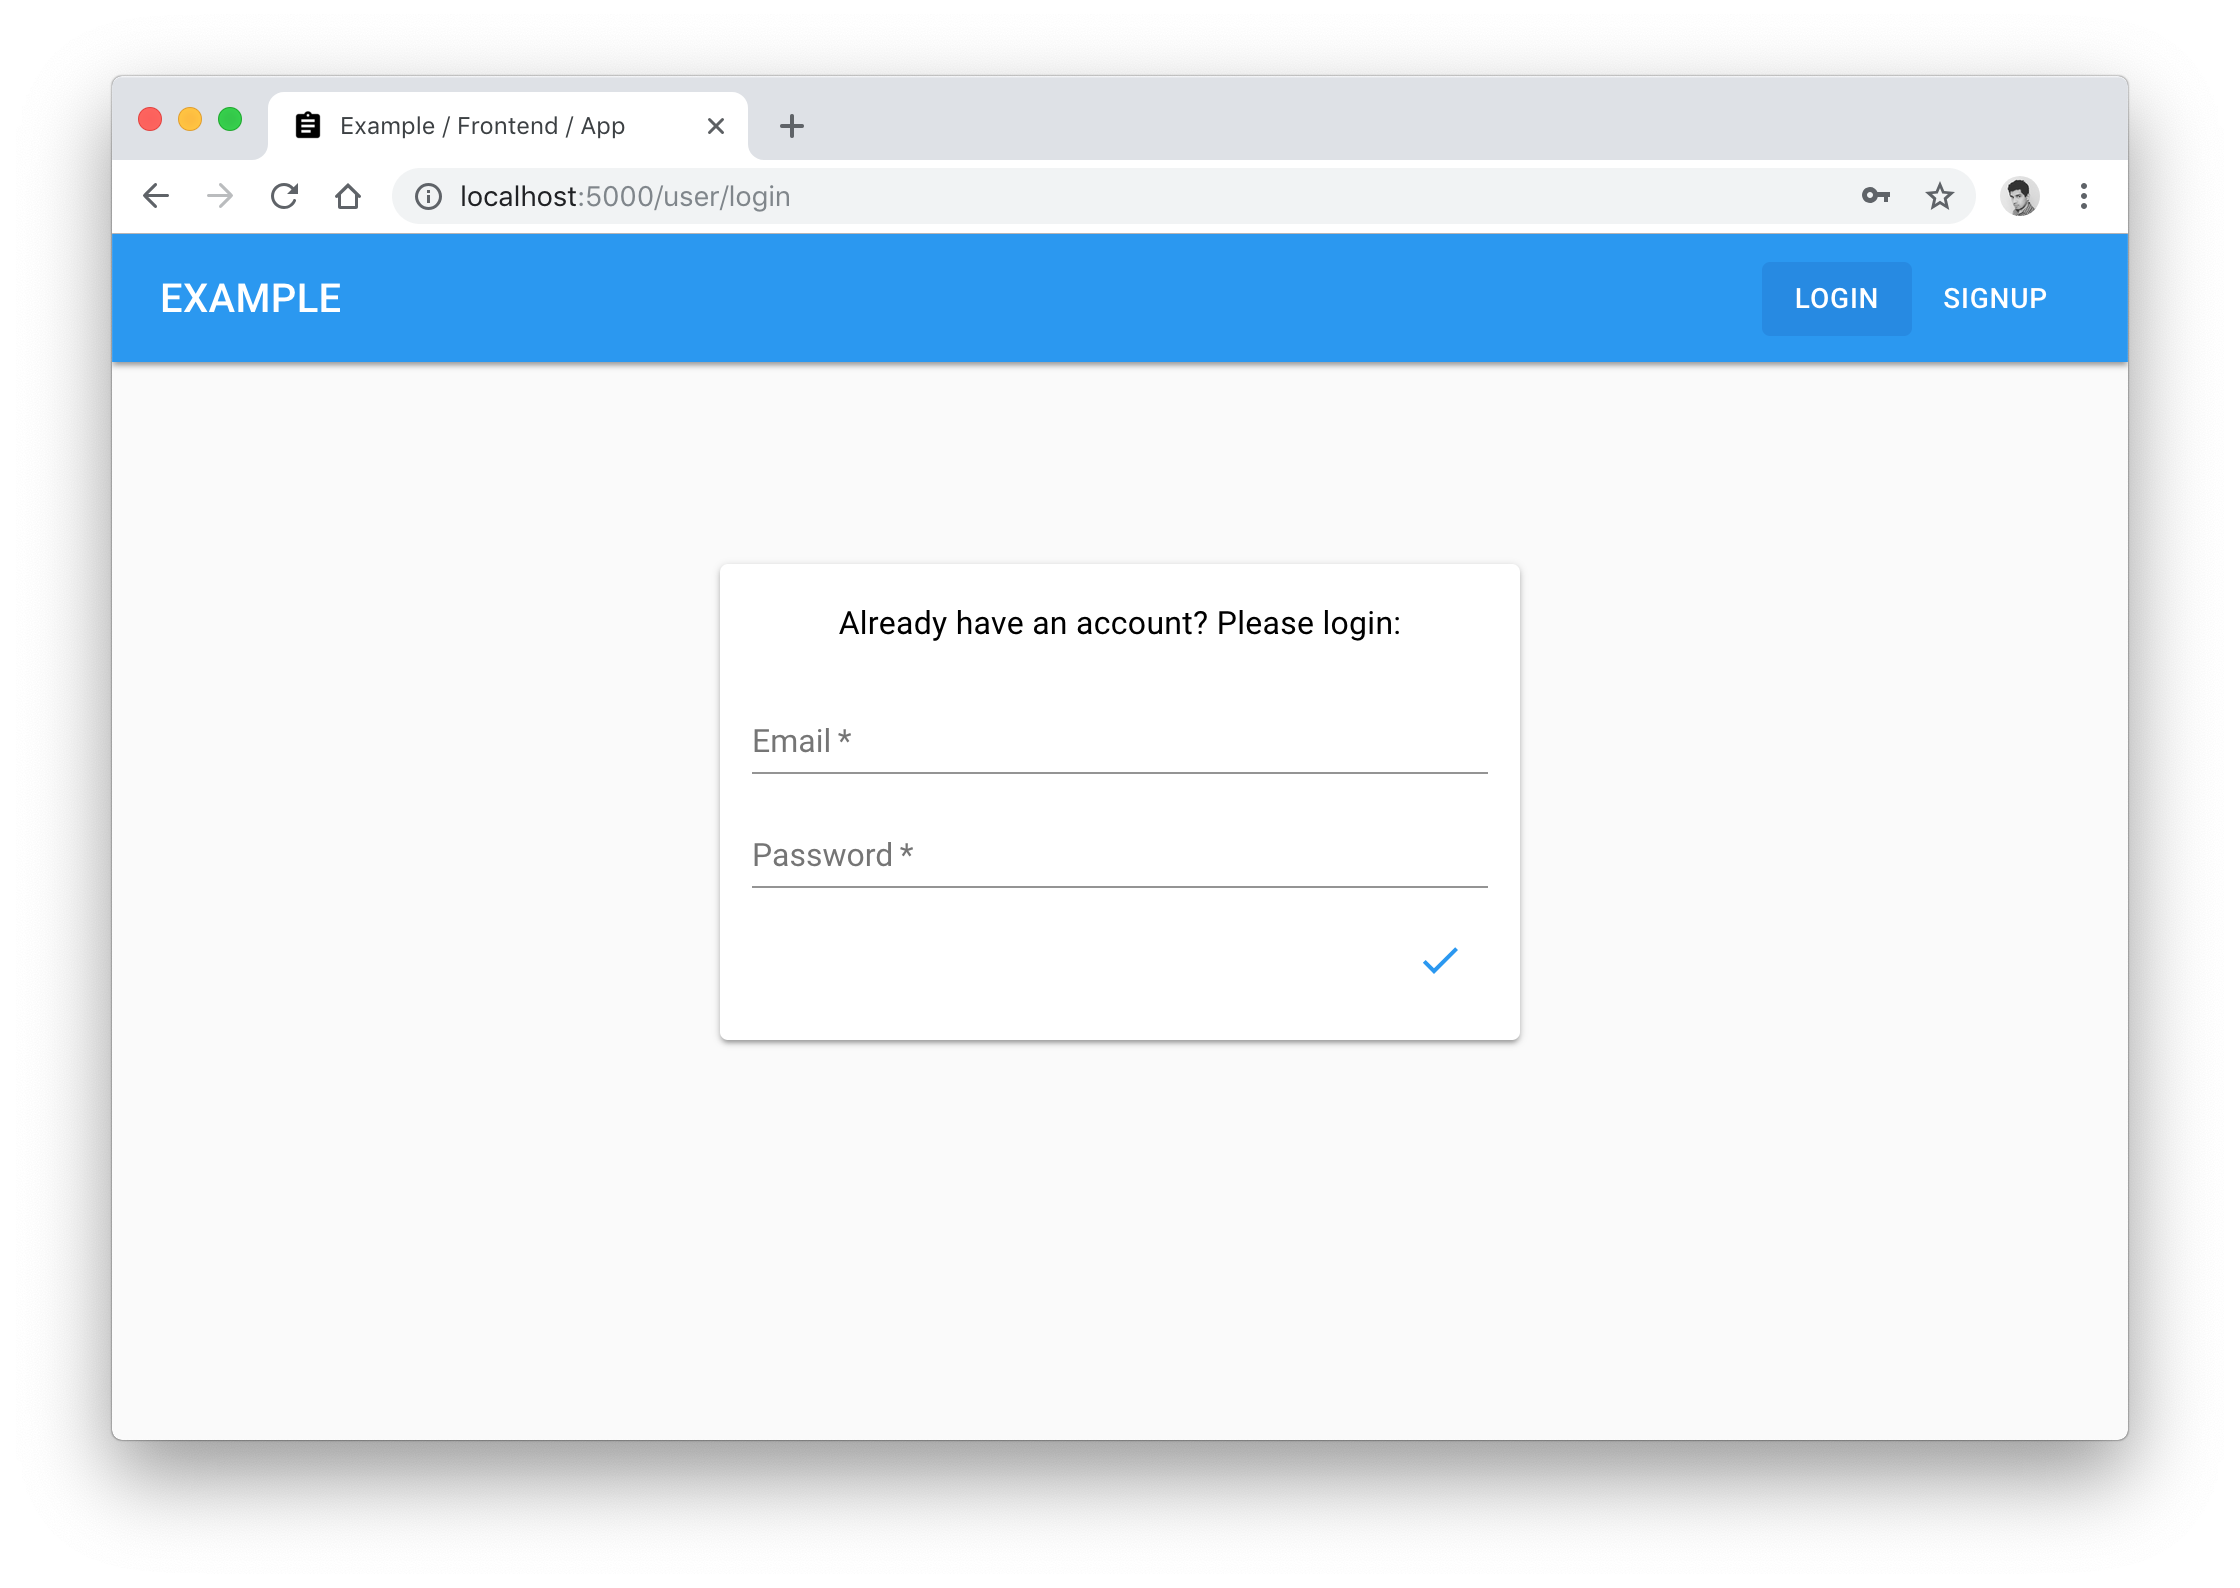 Example / Frontend / App
localhost:5000/user/login
EXAMPLE
LOGIN
SIGNUP
Already have an account? Please login:
Email *
Password *